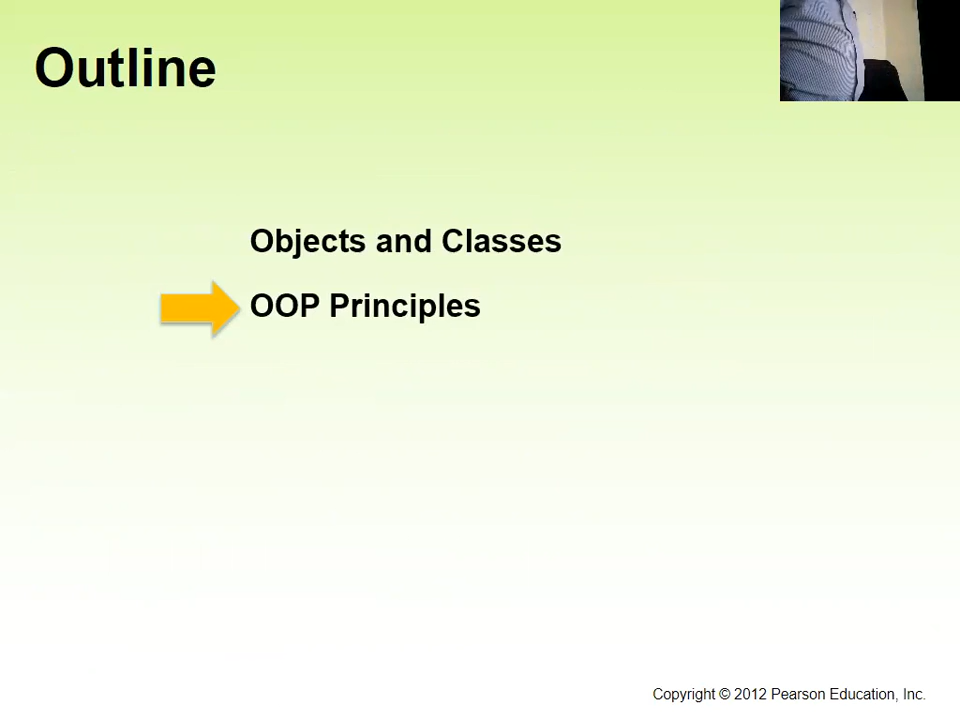 Outline
Objects and Classes
OOP Principles
Copyright © 2012 Pearson Education, Inc.